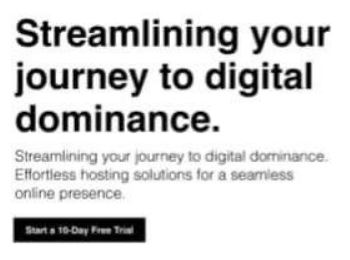 Streamlining your
journey to digital
dominance.
Streamlining your journey to digital dominance.
Effortless hosting solutions for a seamless
online presence.
Start a 10-Day Free Trial